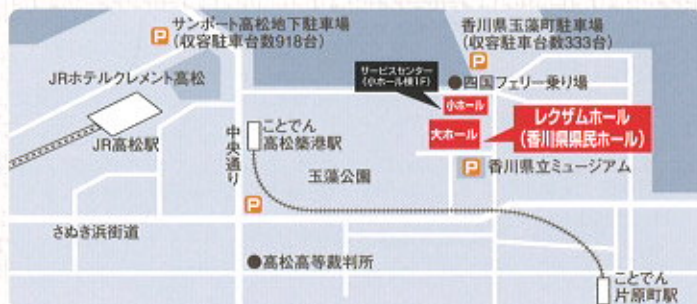 サンポート高松地下駐車場
(収容駐車台数918台)
香川県玉藻町駐車場
(収容駐車台数333台)
P
P
サービスセンター
(小ホール棟1F)
●四国フェリー乗り場
JRホテルクレメント高松
小ホール
大ホール
レクザムホール
(香川県県民ホール)
JR高松駅
中央通り
ことでん
高松築港駅
玉藻公園
P 香川県立ミュージアム
P
さぬき浜街道
●高松高等裁判所
ことでん
片原町駅